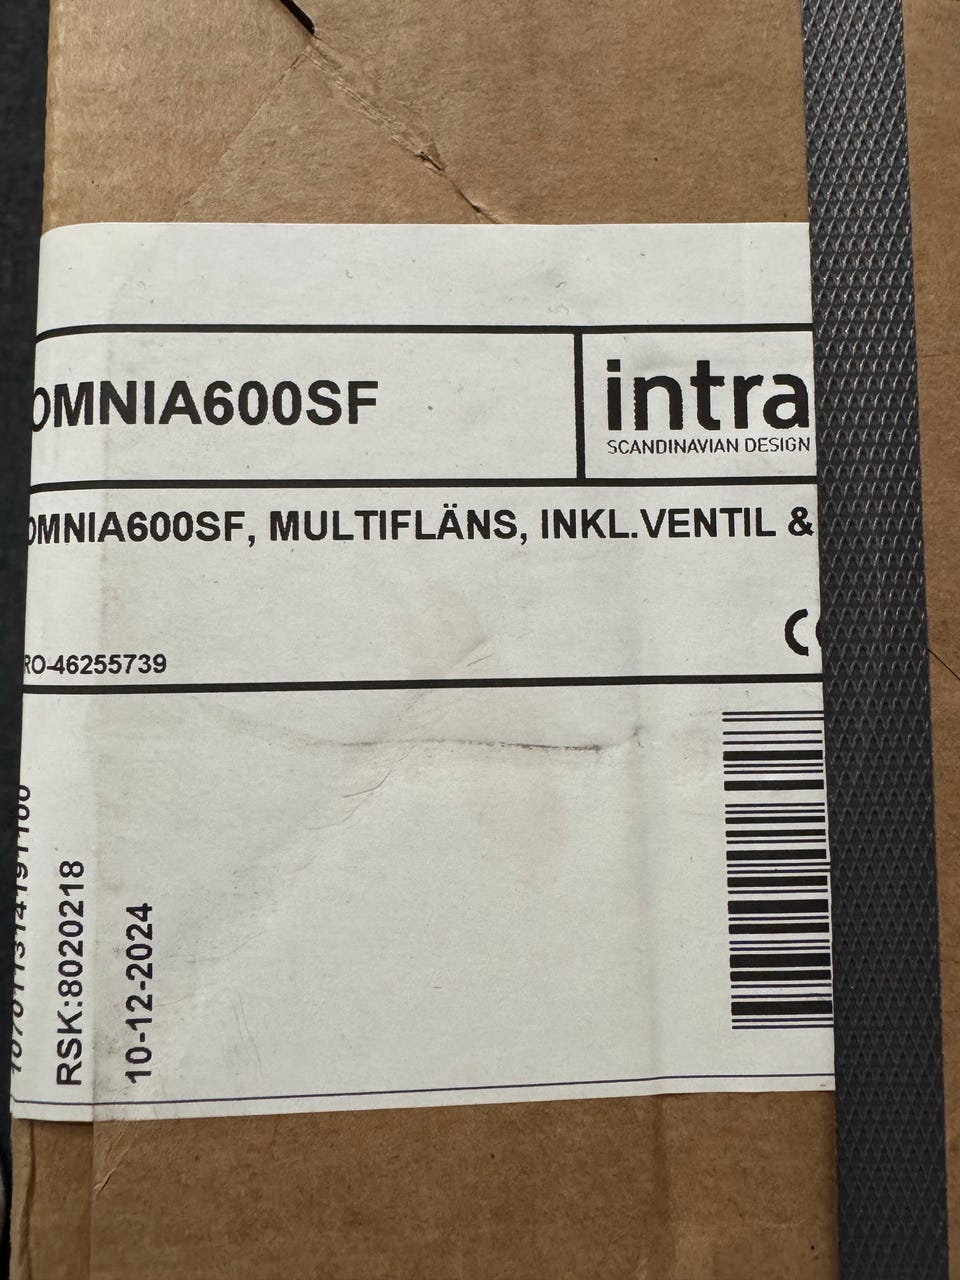 OMNIA600SF
intra
SCANDINAVIAN DESIGN
OMNIA600SF, MULTIFLÄNS, INKL.VENTIL &
RO-46255739
RSK:8020218
10-12-2024